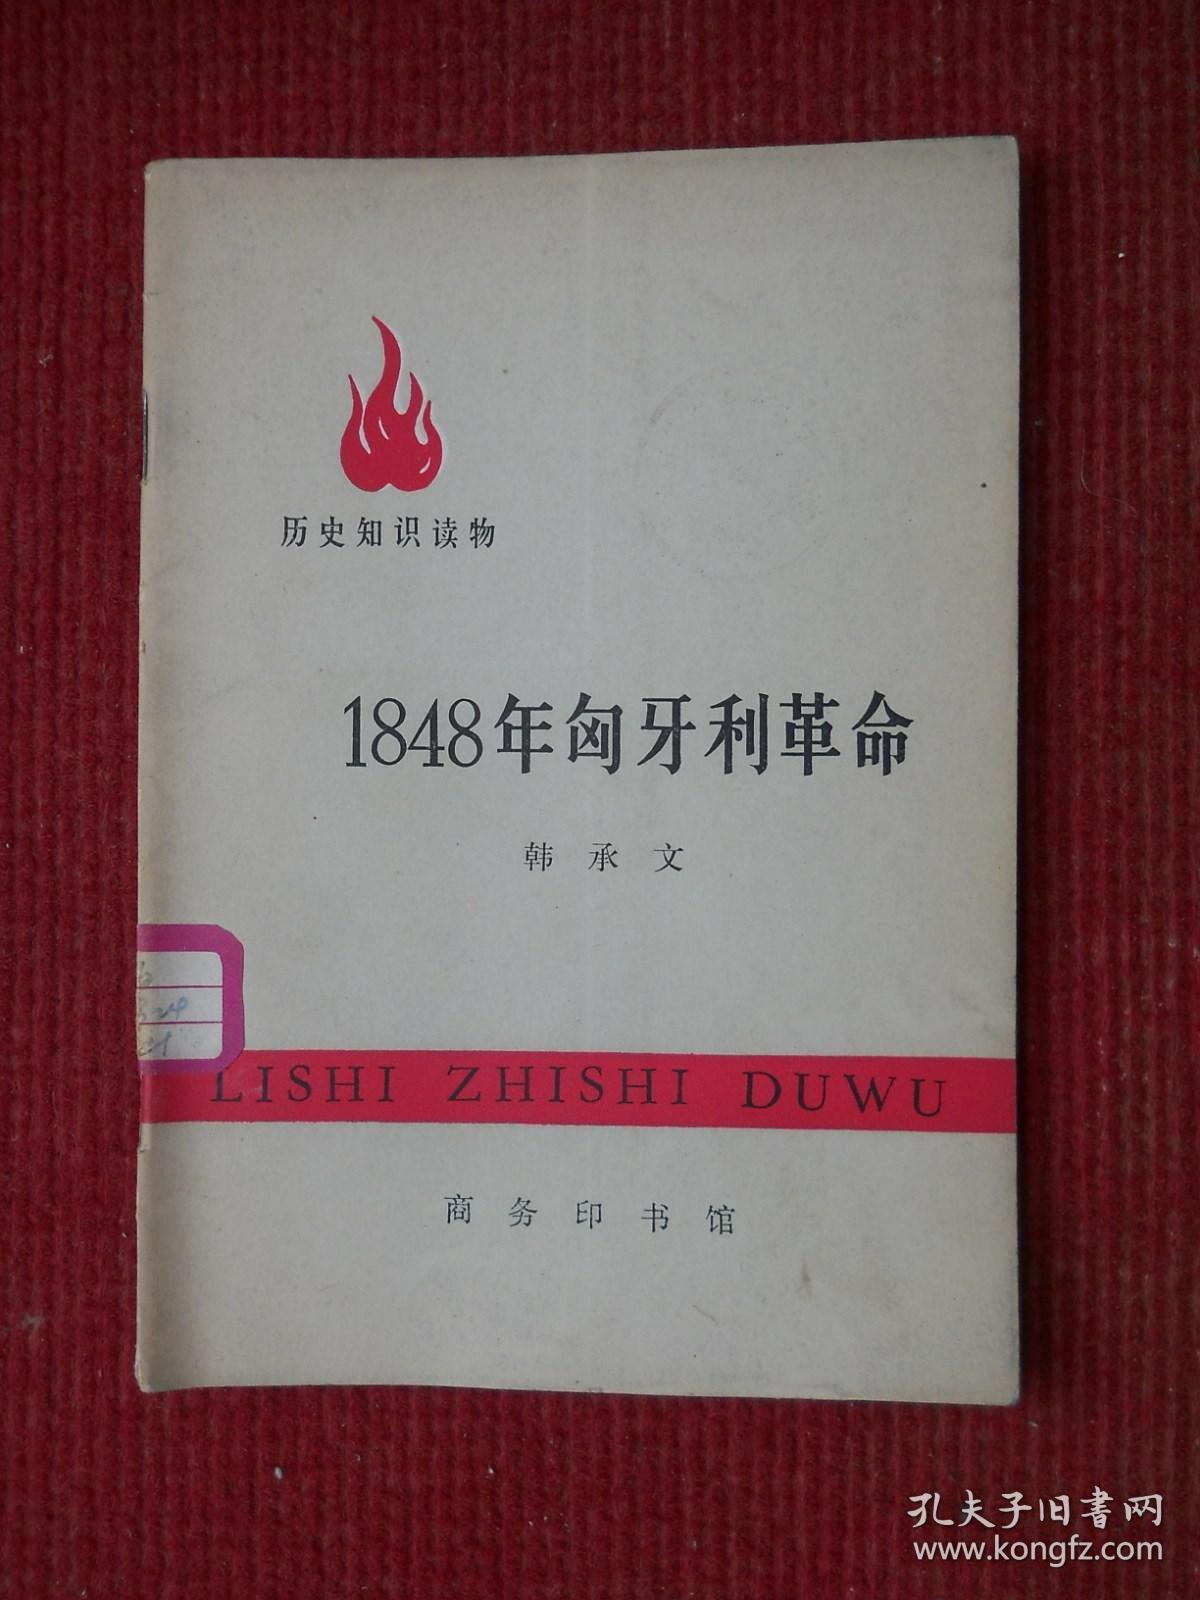 历史知识读物
1848年匈牙利革命
韩承文
LISHI ZHISHI DUWU
商务印书馆
孔夫子旧书网
www.kongfz.com